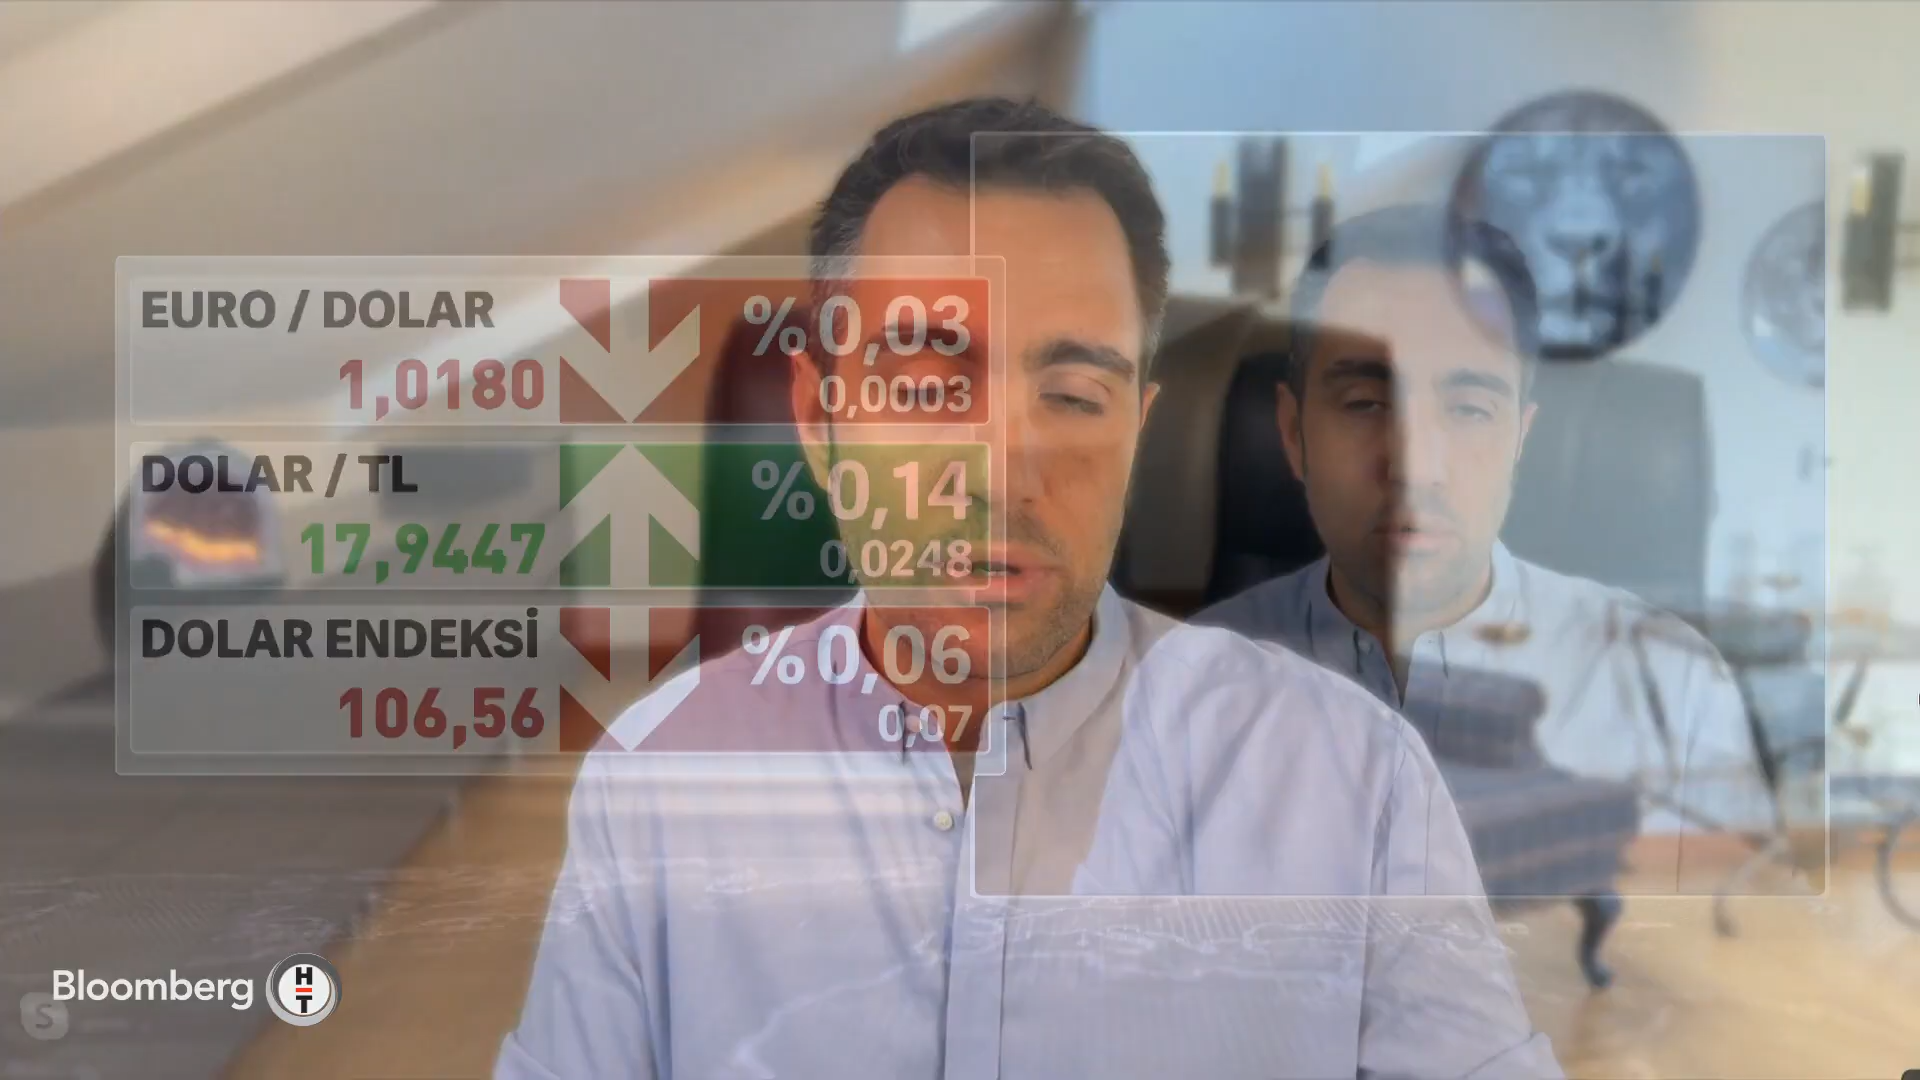 EURO / DOLAR
%0,03
1,0180
0,0003
DOLAR / TL
%0,14
17,9447
0,0248
DOLAR ENDEKSİ
%0,06
106,56
0,07
Bloomberg HT
S